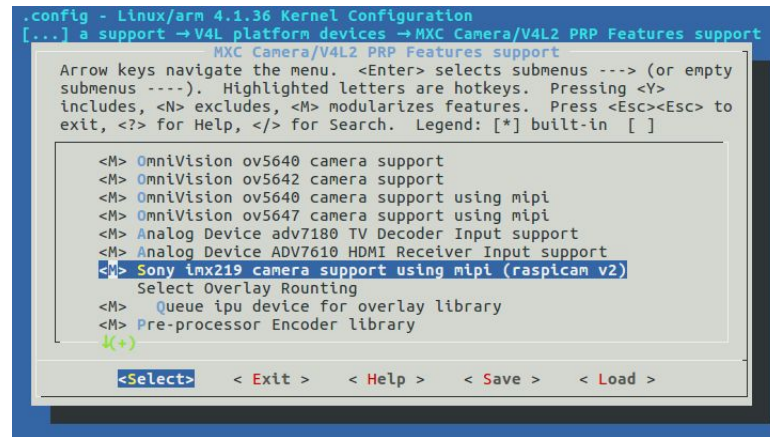 .config - Linux/arm 4.1.36 Kernel Configuration
[...] a support → V4L platform devices → MXC Camera/V4L2 PRP Features support
MXC Camera/V4L2 PRP Features support
Arrow keys navigate the menu. <Enter> selects submenus ---> (or empty
submenus ----). Highlighted letters are hotkeys. Pressing <Y>
includes, <N> excludes, <M> modularizes features. Press <Esc><Esc> to
exit, <?> for Help, </> for Search. Legend: [*] built-in [ ]
<M> OmniVision ov5640 camera support
<M> OmniVision ov5642 camera support
<M> OmniVision ov5640 camera support using mipi
<M> OmniVision ov5647 camera support using mipi
<M> Analog Device adv7180 TV Decoder Input support
<M> Analog Device ADV7610 HDMI Receiver Input support
<M> Sony imx219 camera support using mipi (raspicam v2)
Select Overlay Rounting
<M> Queue ipu device for overlay library
<M> Pre-processor Encoder library
↓(+)
<Select> < Exit > < Help > < Save > < Load >